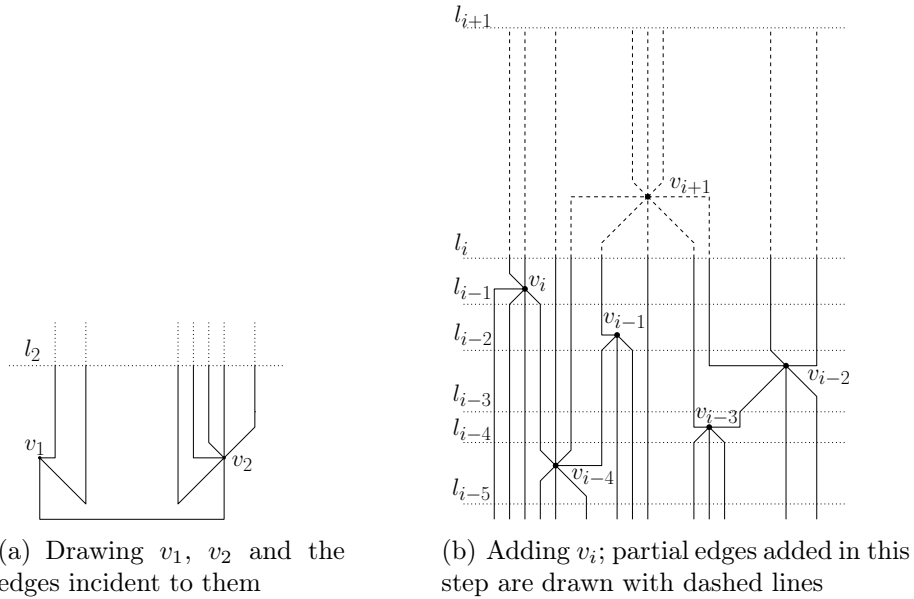 l_2
v_1
v_2
(a) Drawing v_1, v_2 and the
edges incident to them
l_{i+1}
v_{i+1}
l_i
v_i
l_{i−1}
v_{i−1}
l_{i−2}
v_{i−2}
l_{i−3}
v_{i−3}
l_{i−4}
v_{i−4}
l_{i−5}
(b) Adding v_i; partial edges added in this
step are drawn with dashed lines